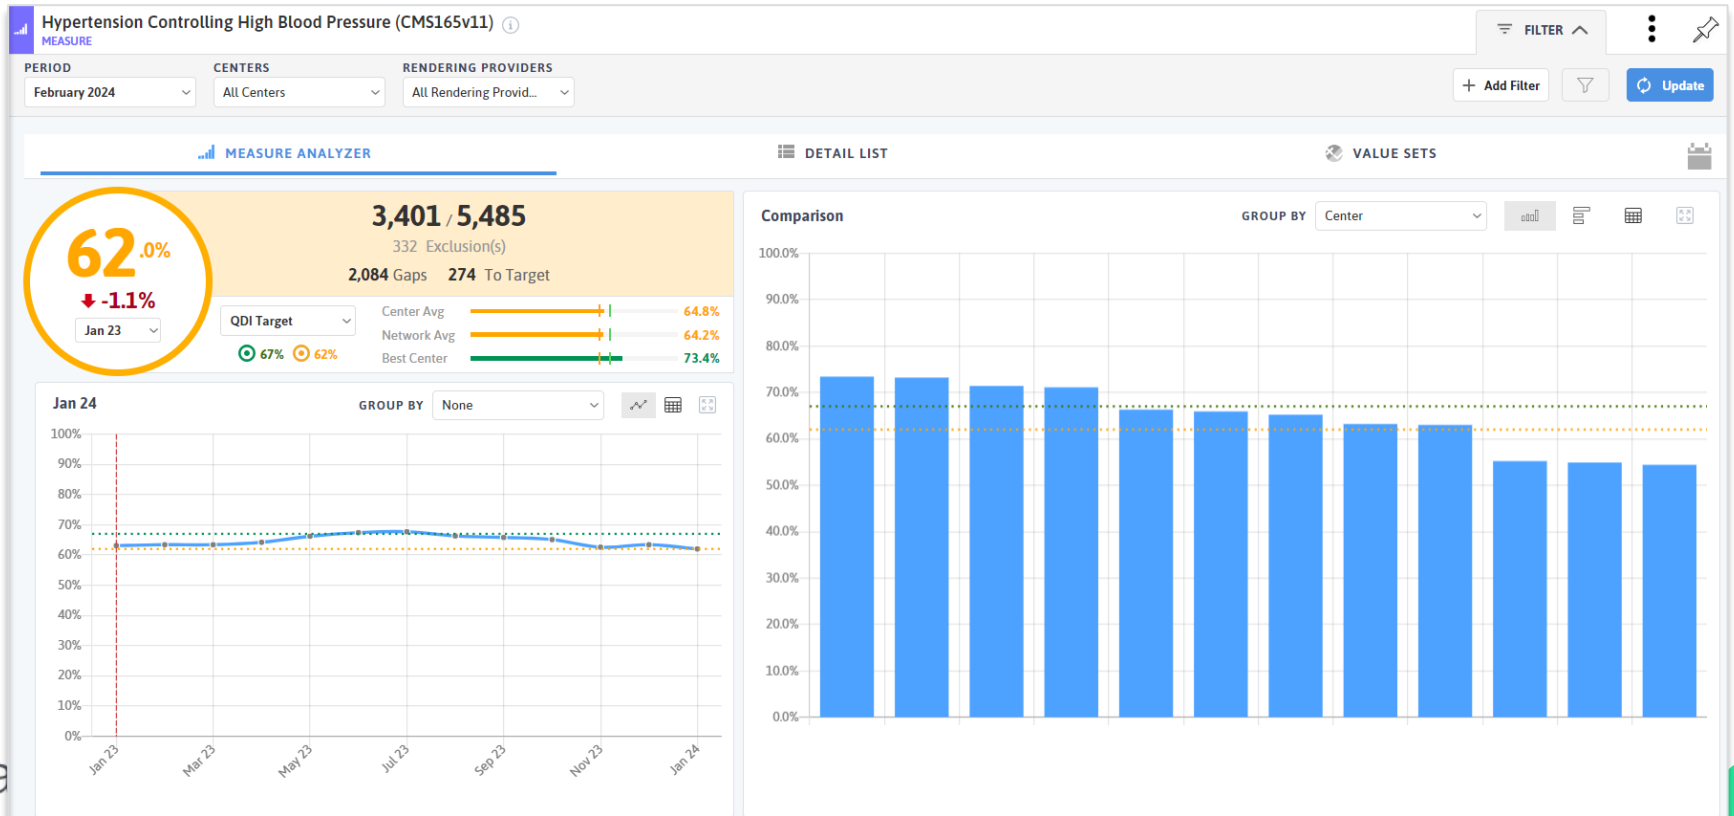 Hypertension Controlling High Blood Pressure (CMS165v11)
MEASURE
FILTER
PERIOD
CENTERS
RENDERING PROVIDERS
February 2024
All Centers
All Rendering Provid...
+ Add Filter
Update
MEASURE ANALYZER
DETAIL LIST
VALUE SETS
62.0%
-1.1%
Jan 23
3,401 / 5,485
332 Exclusion(s)
2,084 Gaps 274 To Target
QDI Target
67% 62%
Center Avg 64.8%
Network Avg 64.2%
Best Center 73.4%
Jan 24
GROUP BY None
100%
90%
80%
70%
60%
50%
40%
30%
20%
10%
0%
Jan 23
Mar 23
May 23
Jul 23
Sep 23
Nov 23
Jan 24
Comparison
GROUP BY Center
100.0%
90.0%
80.0%
70.0%
60.0%
50.0%
40.0%
30.0%
20.0%
10.0%
0.0%